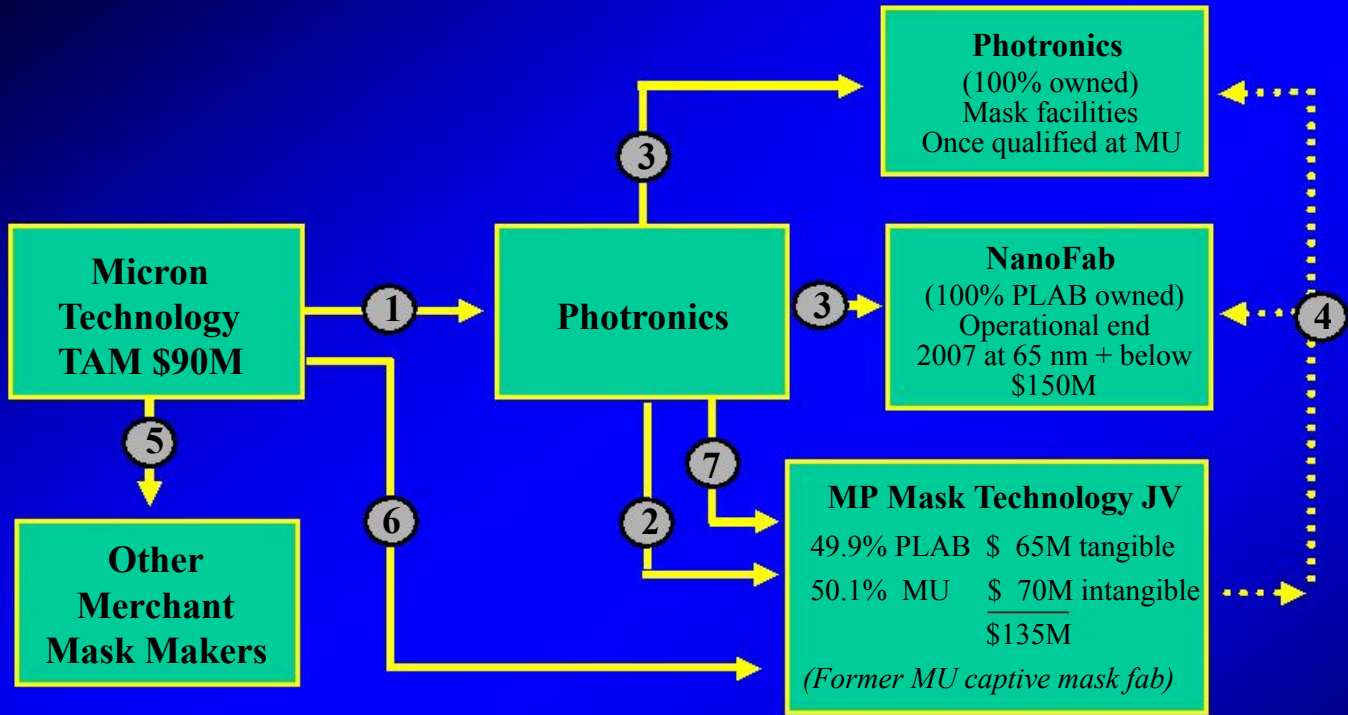 Photronics
(100% owned)
Mask facilities
Once qualified at MU
3
Micron
Technology
TAM $90M
1
Photronics
3
NanoFab
(100% PLAB owned)
Operational end
2007 at 65 nm + below
$150M
4
5
7
6
2
Other
Merchant
Mask Makers
MP Mask Technology JV
49.9% PLAB $ 65M tangible
50.1% MU $ 70M intangible
$135M
(Former MU captive mask fab)